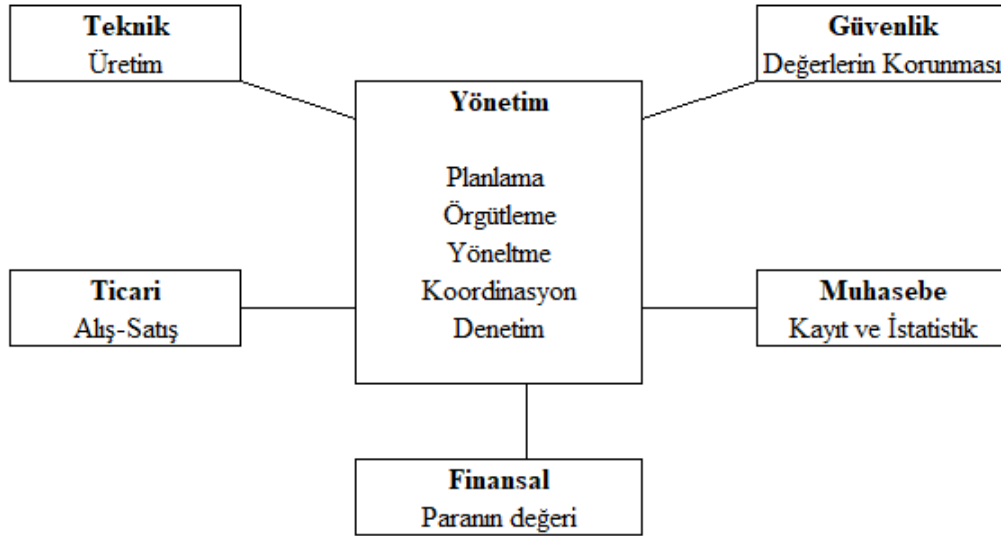 Teknik
Üretim
Güvenlik
Değerlerin Korunması
Yönetim
Planlama
Örgütleme
Yöneltme
Koordinasyon
Denetim
Ticari
Alış-Satış
Muhasebe
Kayıt ve İstatistik
Finansal
Paranın değeri